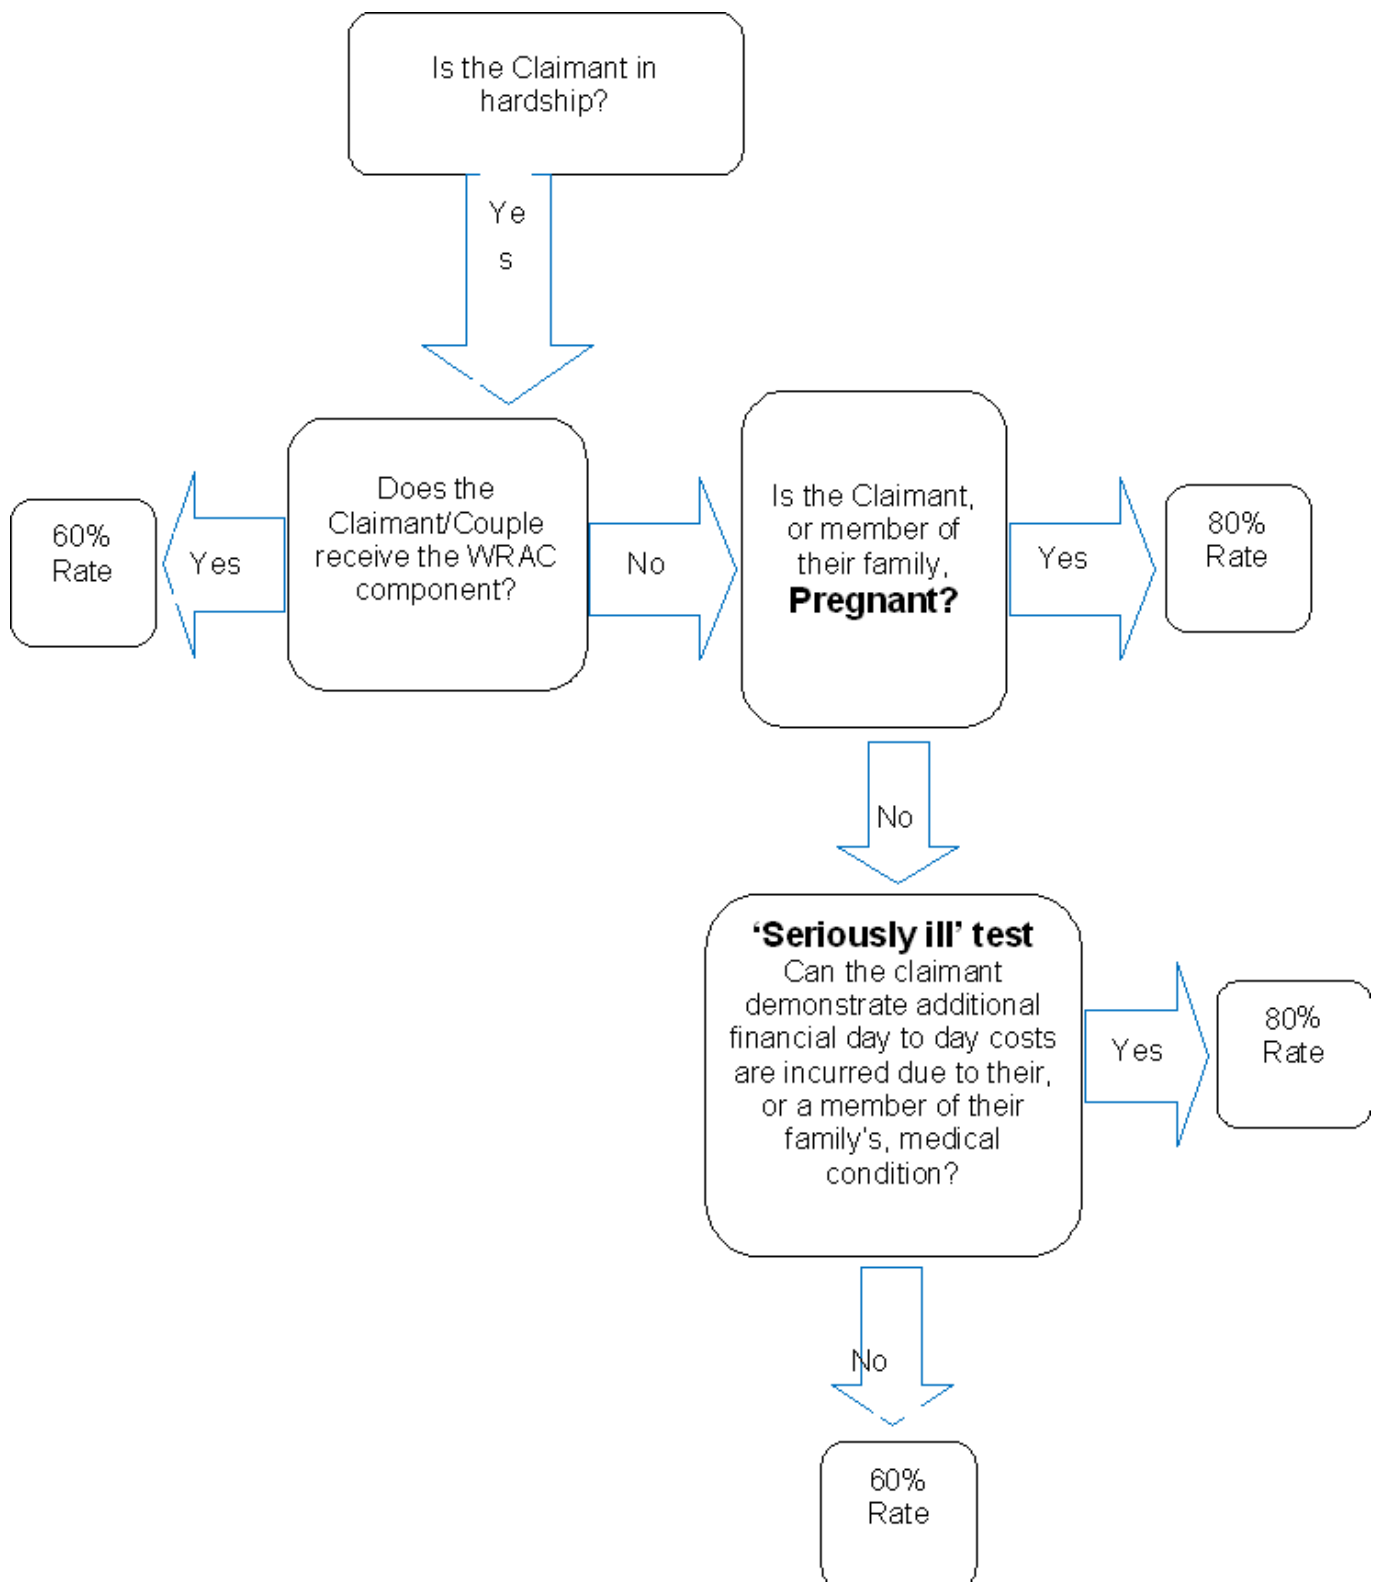 Is the Claimant in
hardship?
Ye
s
Does the
Claimant/Couple
receive the WRAC
component?
Yes
60%
Rate
No
Is the Claimant,
or member of
their family,
Pregnant?
Yes
80%
Rate
No
‘Seriously ill’ test
Can the claimant
demonstrate additional
financial day to day costs
are incurred due to their,
or a member of their
family's, medical
condition?
Yes
80%
Rate
No
60%
Rate